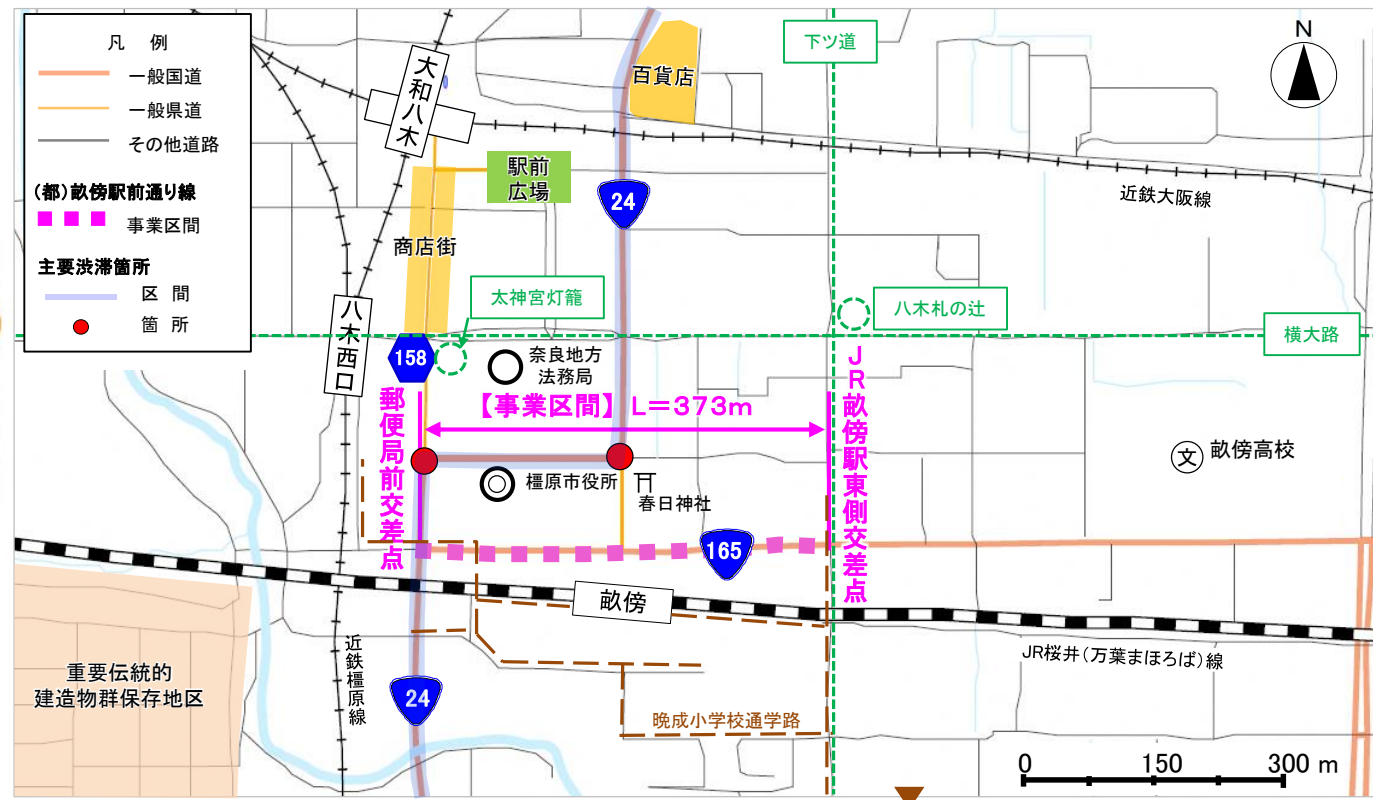 凡 例
一般国道
一般県道
その他道路
(都)畝傍駅前通り線
事業区間
主要渋滞箇所
区 間
箇 所
大和八木
百貨店
下ツ道
N
駅前
広場
24
近鉄大阪線
商店街
太神宮灯籠
八木札の辻
横大路
八木西口
158
奈良地方
法務局
【事業区間】L=373m
郵便局前交差点
JR畝傍駅東側交差点
文
畝傍高校
橿原市役所
春日神社
165
畝傍
JR桜井(万葉まほろば)線
重要伝統的
建造物群保存地区
近鉄橿原線
24
晩成小学校通学路
0 150 300 m